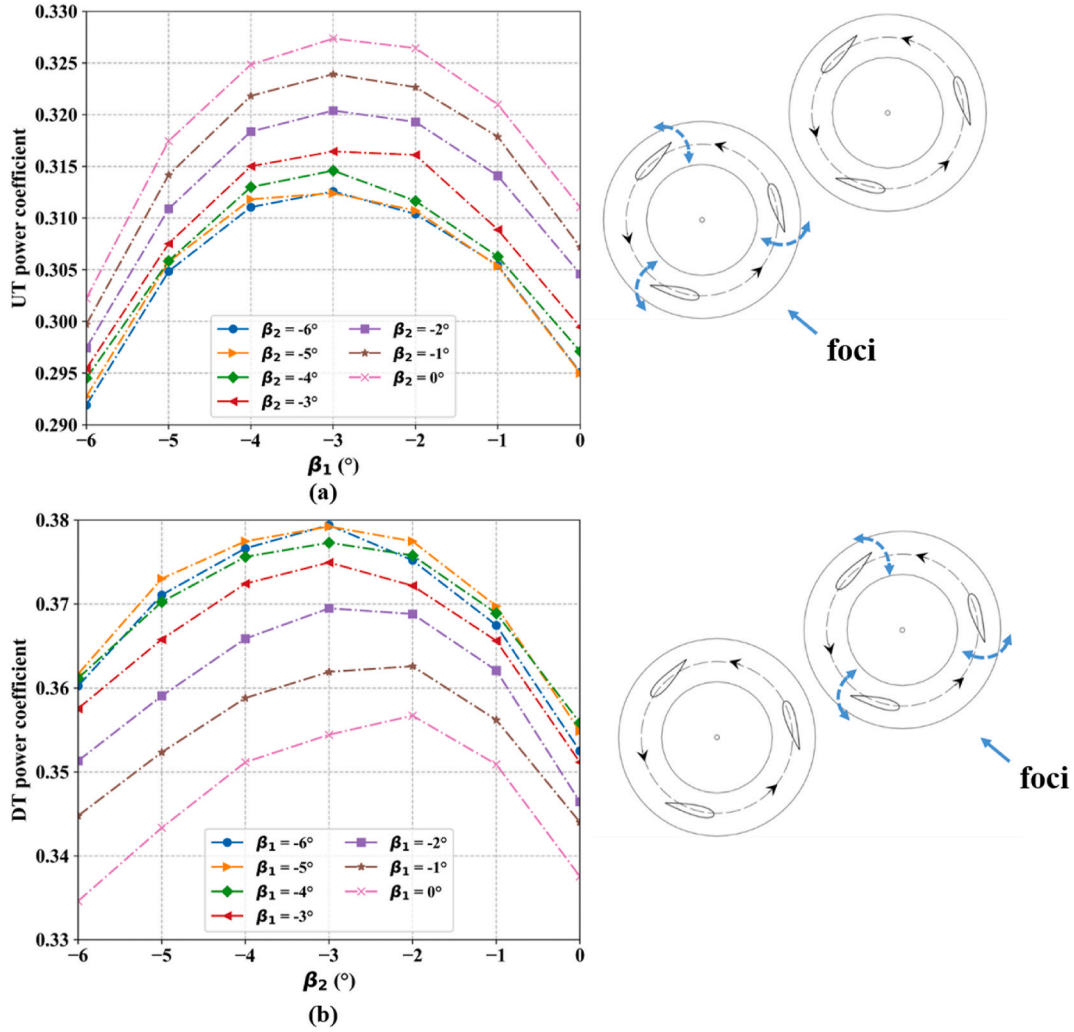 0.330
0.325
0.320
0.315
0.310
0.305
0.300
0.295
0.290
UT power coefficient
β₂ = -6°
β₂ = -5°
β₂ = -4°
β₂ = -3°
β₂ = -2°
β₂ = -1°
β₂ = 0°
−6 −5 −4 −3 −2 −1 0
β₁ (°)
(a)
foci
0.38
0.37
0.36
0.35
0.34
0.33
DT power coefficient
β₁ = -6°
β₁ = -5°
β₁ = -4°
β₁ = -3°
β₁ = -2°
β₁ = -1°
β₁ = 0°
−6 −5 −4 −3 −2 −1 0
β₂ (°)
(b)
foci